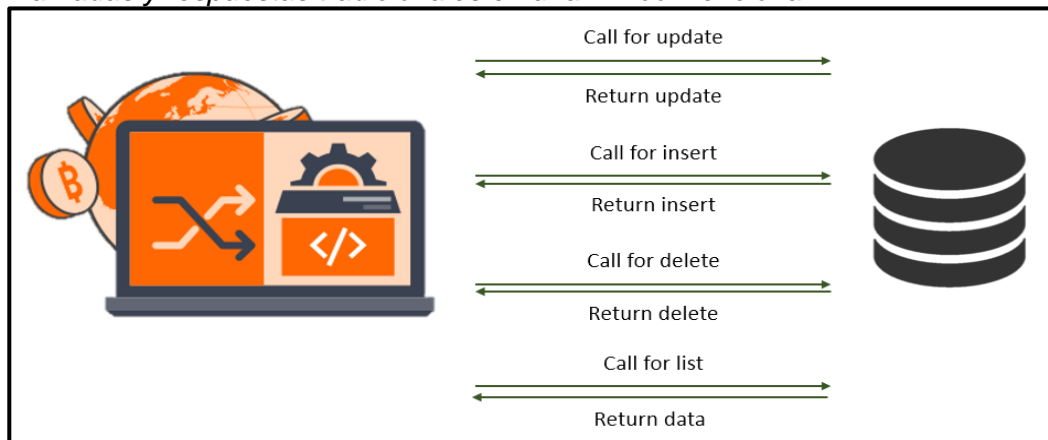 Call for update
Return update
Call for insert
Return insert
</>
Call for delete
Return delete
Call for list
Return data